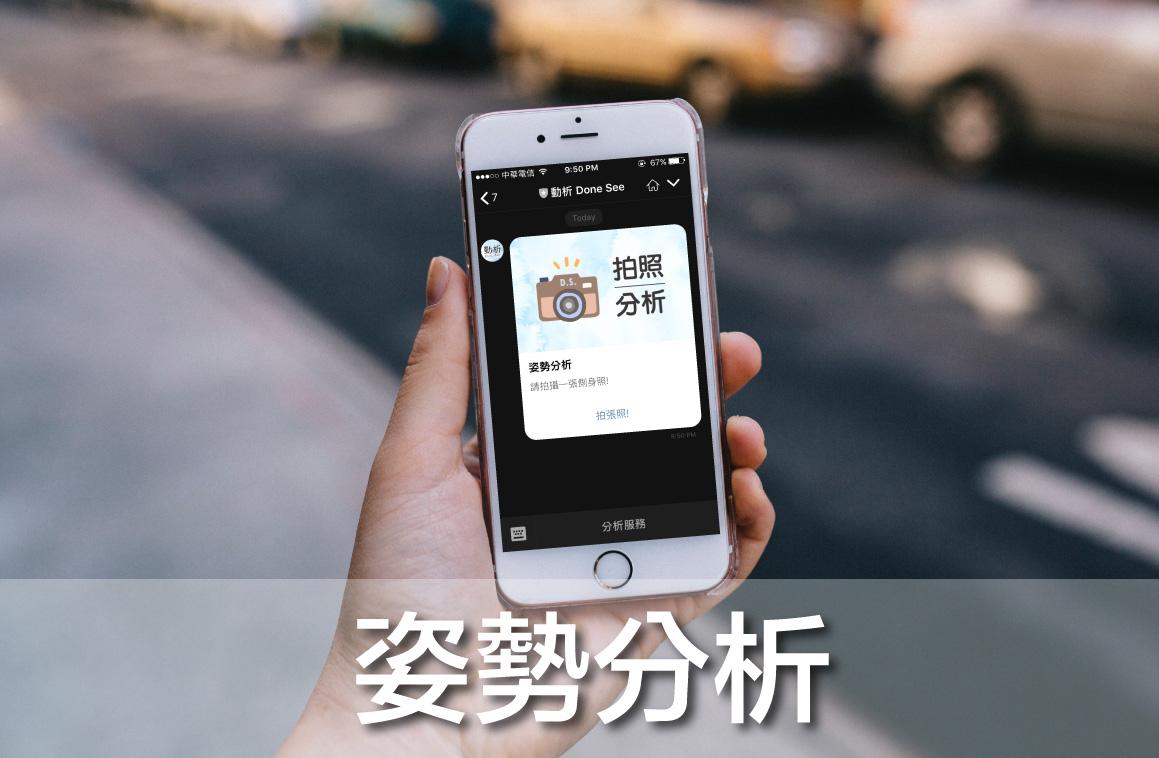 中華電信 9:50 PM 67%
7 動析 Done See
Today
動析
D.S.
拍照
分析
姿勢分析
請拍攝一張側身照!
拍張照!
9:50 PM
分析服務
姿勢分析